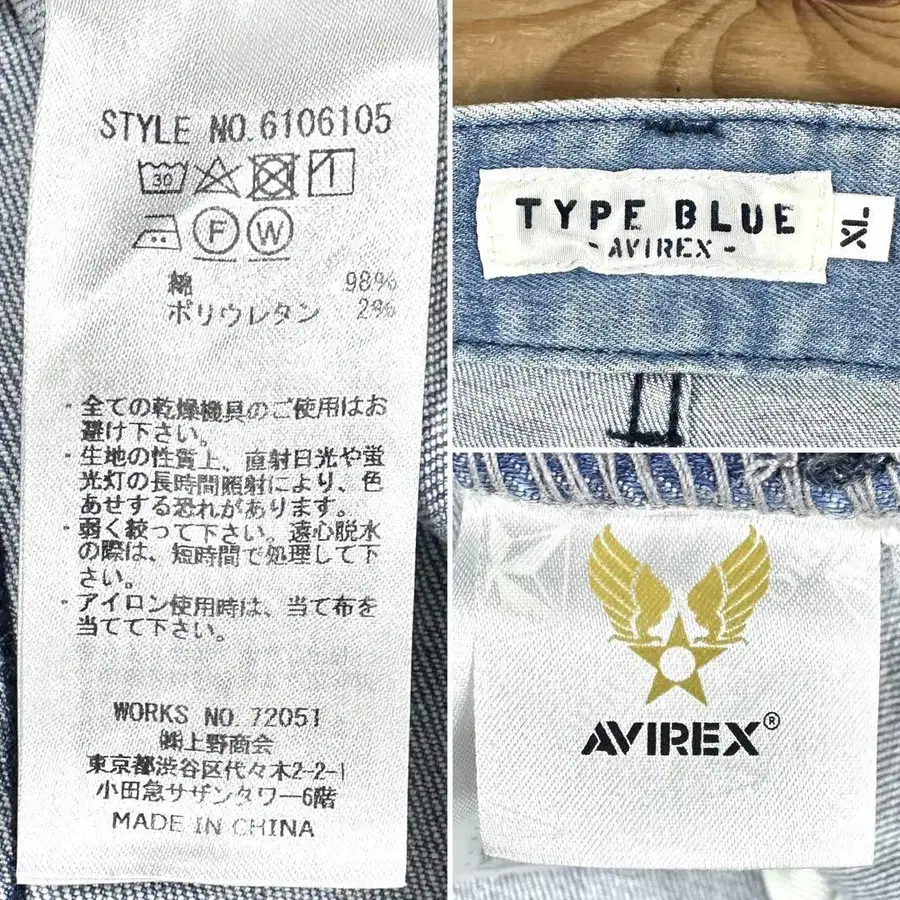 STYLE NO.6106105
30
1
F W
綿 98%
ポリウレタン 2%
・全ての乾燥機具のご使用はお
避け下さい。
・生地の性質上、直射日光や蛍
光灯の長時間照射により、色
あせする恐れがあります。
・弱く絞って下さい。遠心脱水
の際は、短時間で処理して下
さい。
・アイロン使用時は、当て布を
当てて下さい。
WORKS NO.72051
㈱上野商会
東京都渋谷区代々木2-2-1
小田急サザンタワー6階
MADE IN CHINA
TYPE BLUE
-AVIREX-
XL
AVIREX®